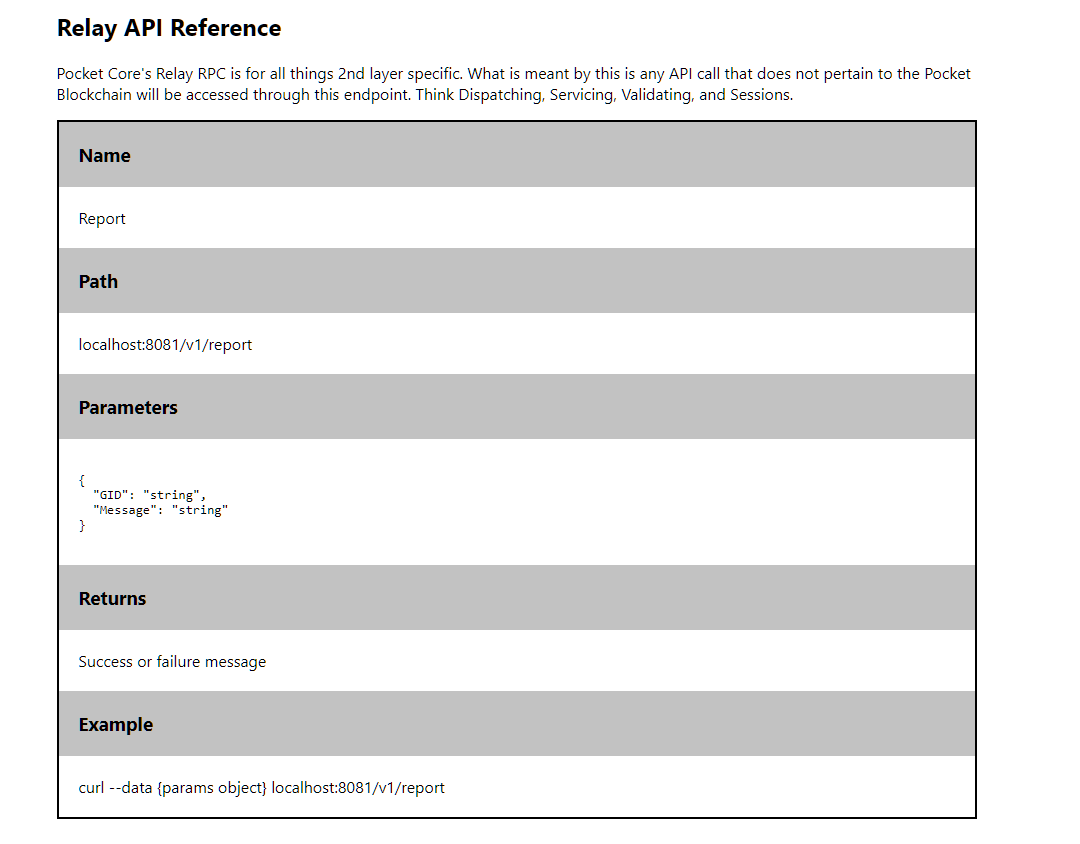 Relay API Reference
Pocket Core's Relay RPC is for all things 2nd layer specific. What is meant by this is any API call that does not pertain to the Pocket
Blockchain will be accessed through this endpoint. Think Dispatching, Servicing, Validating, and Sessions.
Name
Report
Path
localhost:8081/v1/report
Parameters
{
  "GID": "string",
  "Message": "string"
}
Returns
Success or failure message
Example
curl --data {params object} localhost:8081/v1/report